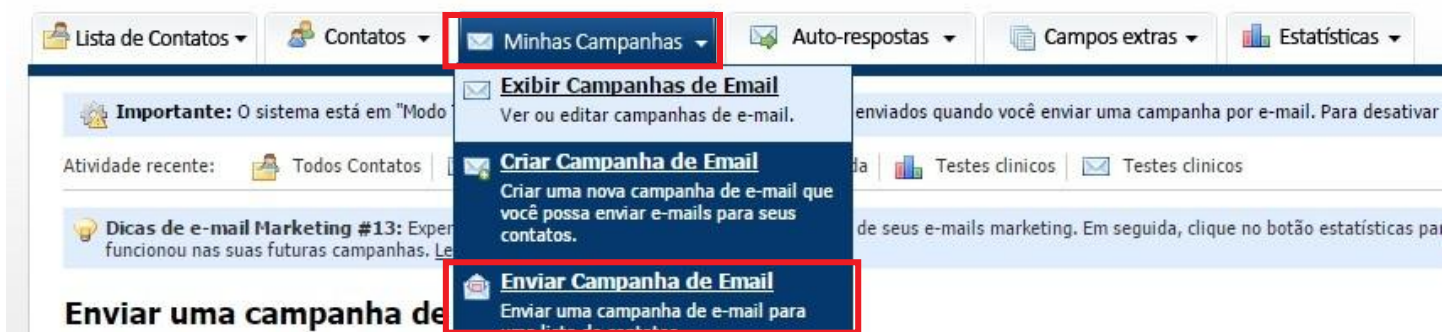 Lista de Contatos
Contatos
Minhas Campanhas
Auto-respostas
Campos extras
Estatísticas
Exibir Campanhas de Email
Ver ou editar campanhas de e-mail.
Criar Campanha de Email
Criar uma nova campanha de e-mail que
você possa enviar e-mails para seus
contatos.
Enviar Campanha de Email
Enviar uma campanha de e-mail para
Importante: O sistema está em "Modo
enviados quando você enviar uma campanha por e-mail. Para desativar
Atividade recente: Todos Contatos
Testes clinicos Testes clinicos
Dicas de e-mail Marketing #13:
de seus e-mails marketing. Em seguida, clique no botão estatísticas
funcionou nas suas futuras campanhas.
Enviar uma campanha de